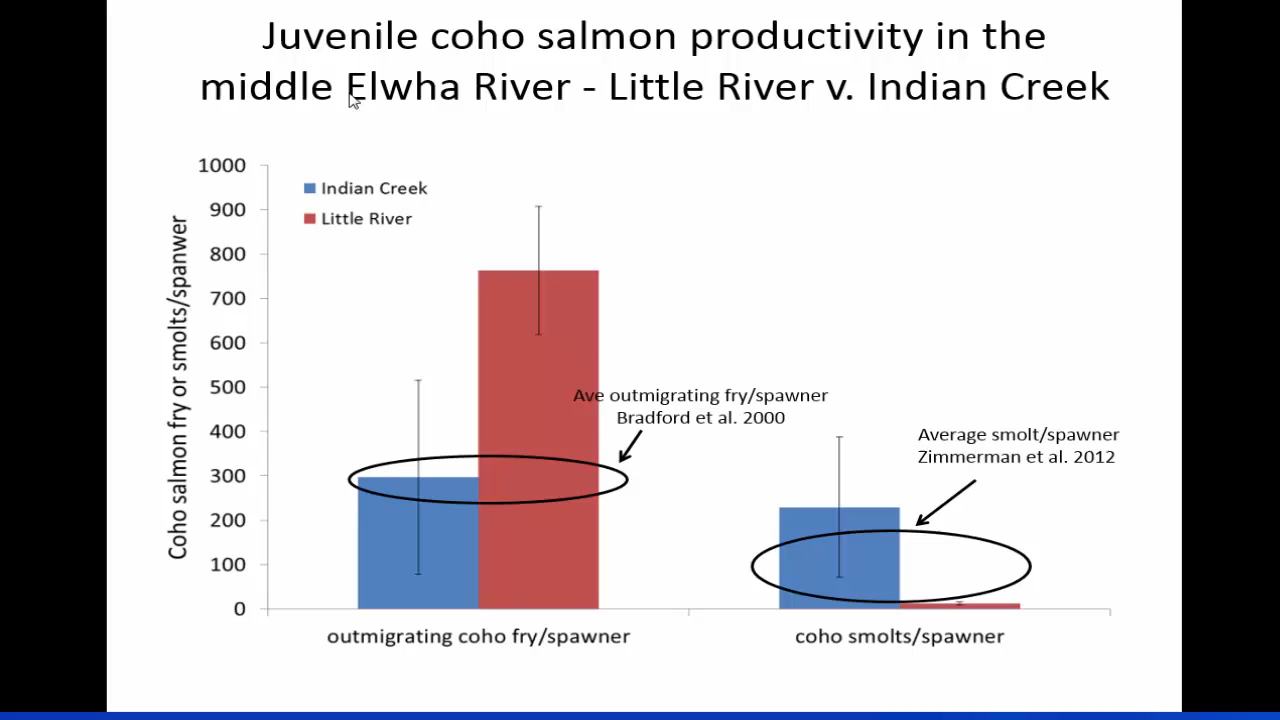 Juvenile coho salmon productivity in the
middle Elwha River - Little River v. Indian Creek
1000
900
800
700
600
500
400
300
200
100
0
Coho salmon fry or smolts/spanwer
Indian Creek
Little River
Ave outmigrating fry/spawner
Bradford et al. 2000
Average smolt/spawner
Zimmerman et al. 2012
outmigrating coho fry/spawner
coho smolts/spawner